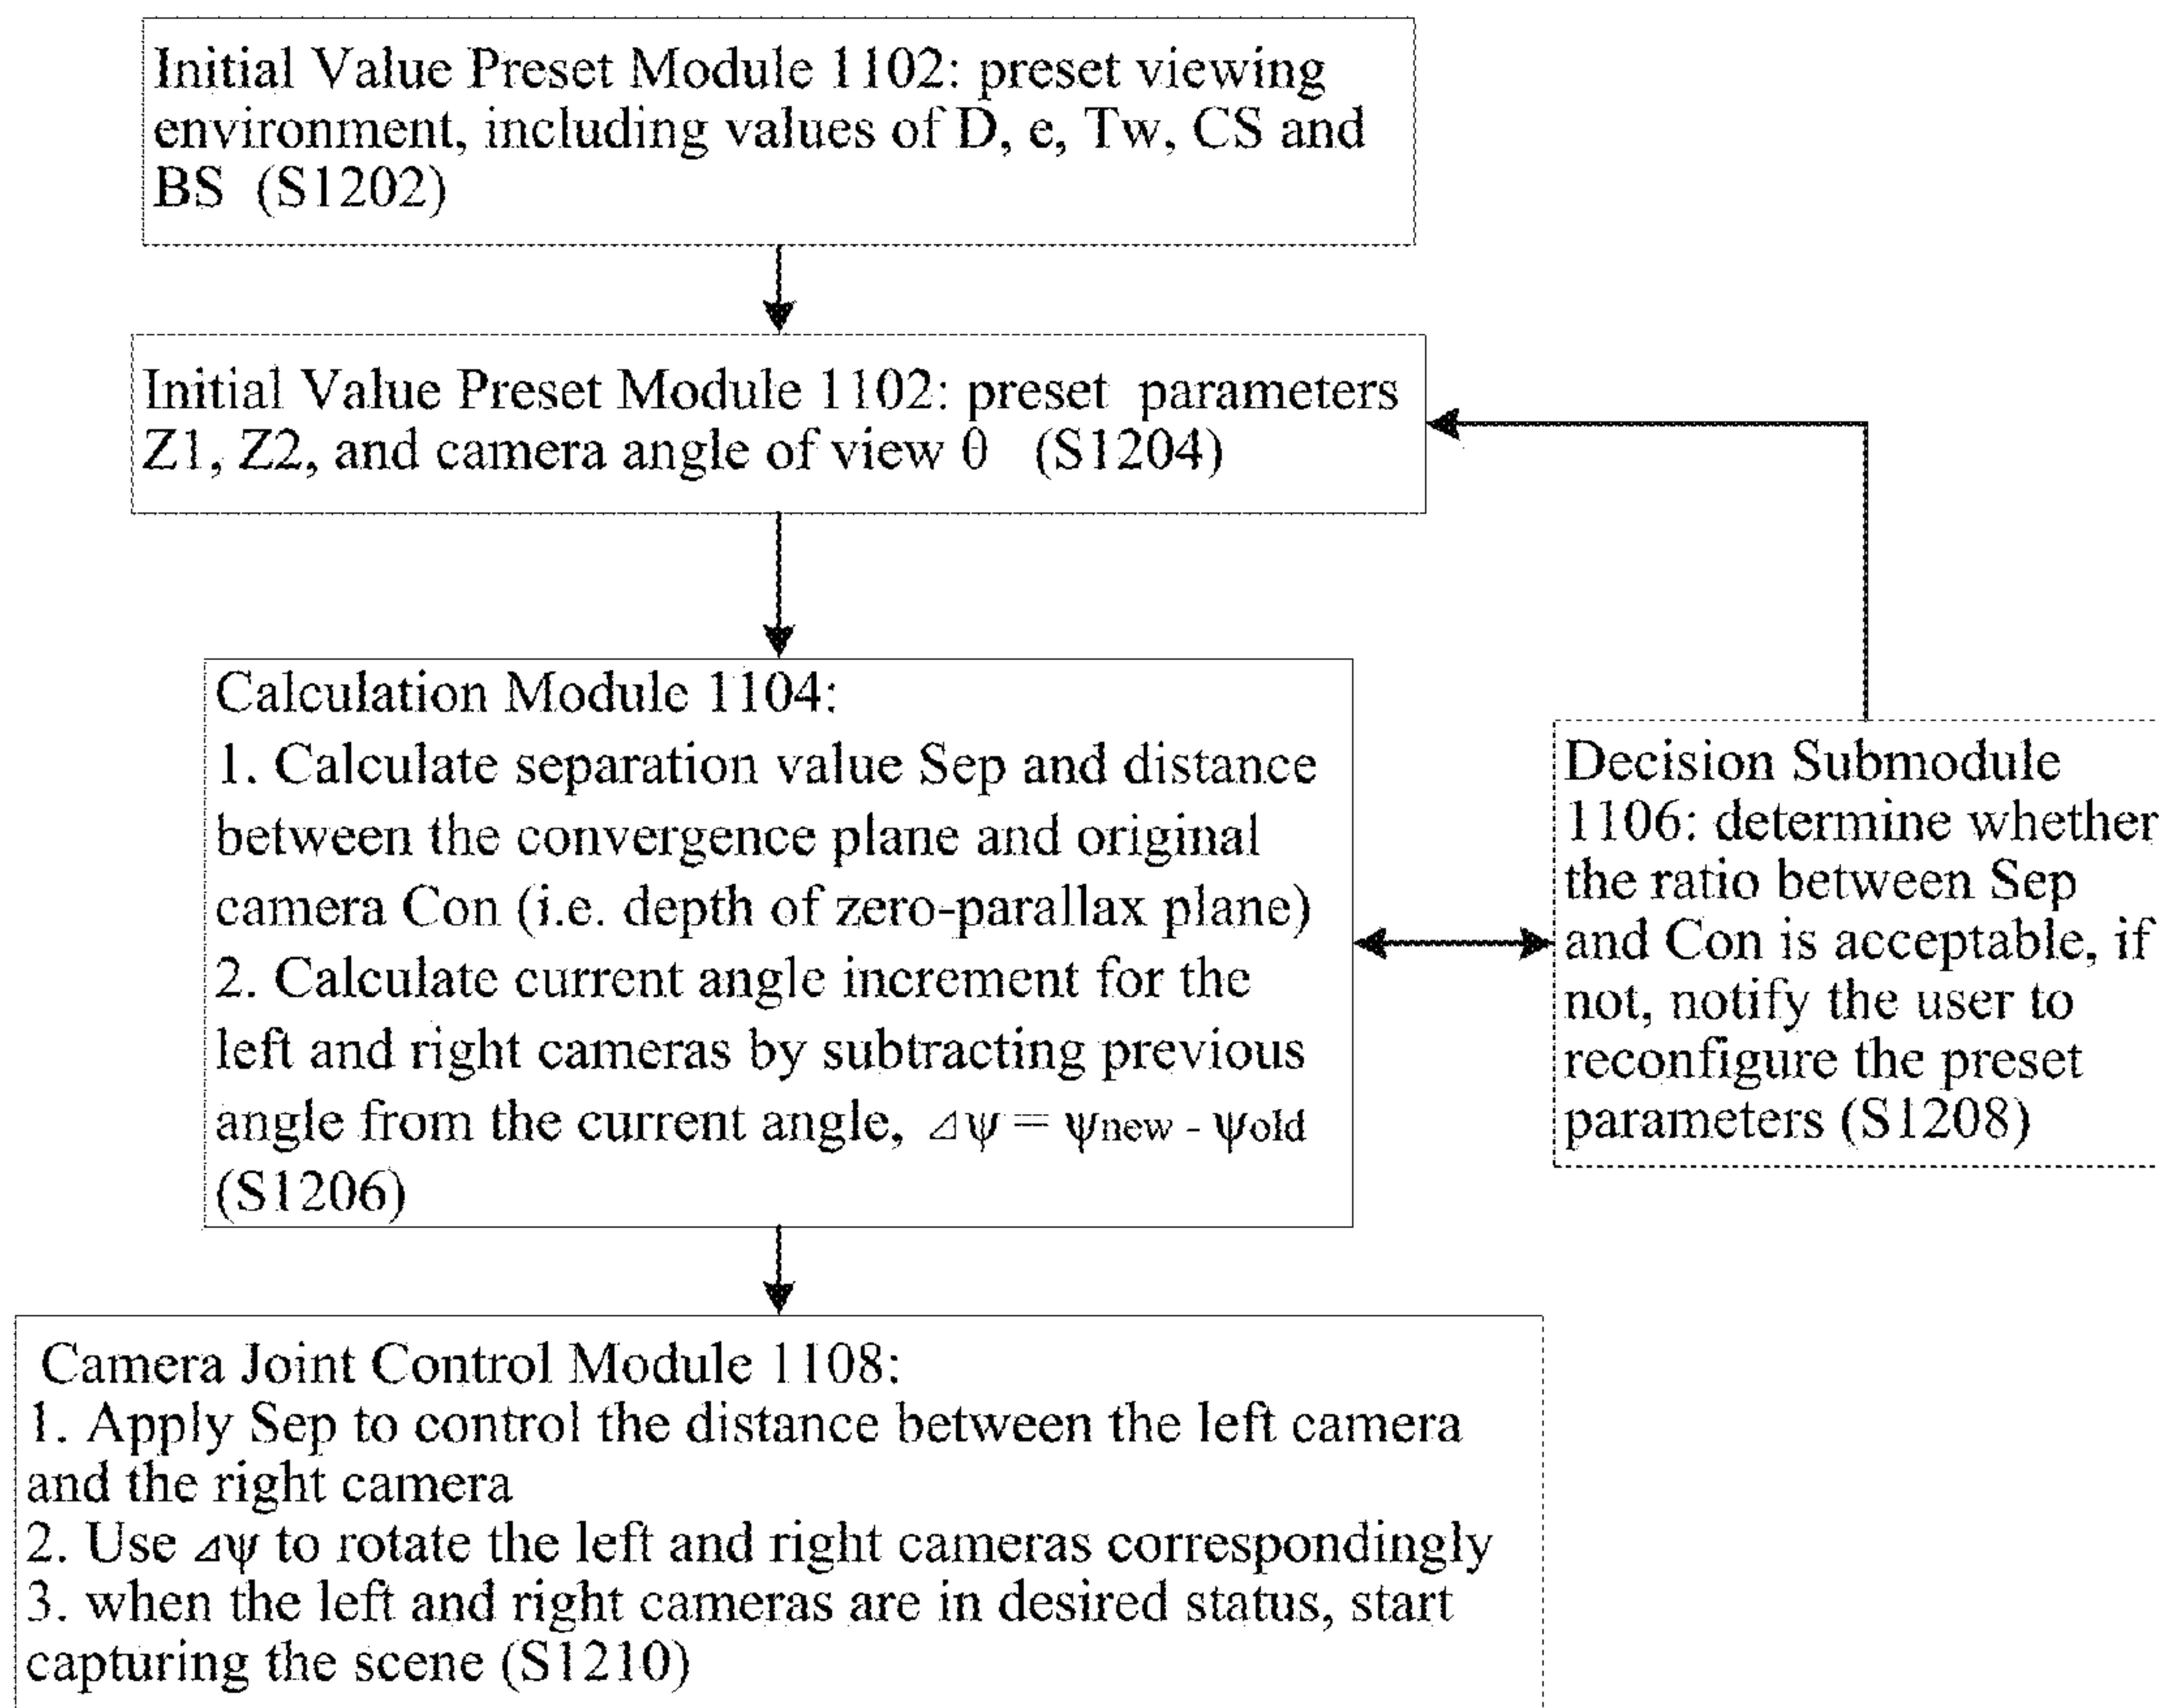 Initial Value Preset Module 1102: preset viewing
environment, including values of D, e, Tw, CS and
BS (S1202)
Initial Value Preset Module 1102: preset parameters
Z1, Z2, and camera angle of view θ (S1204)
Calculation Module 1104:
1. Calculate separation value Sep and distance
between the convergence plane and original
camera Con (i.e. depth of zero-parallax plane)
2. Calculate current angle increment for the
left and right cameras by subtracting previous
angle from the current angle, ⊿ψ = ψnew - ψold
(S1206)
Decision Submodule
1106: determine whether
the ratio between Sep
and Con is acceptable, if
not, notify the user to
reconfigure the preset
parameters (S1208)
Camera Joint Control Module 1108:
1. Apply Sep to control the distance between the left camera
and the right camera
2. Use ⊿ψ to rotate the left and right cameras correspondingly
3. when the left and right cameras are in desired status, start
capturing the scene (S1210)